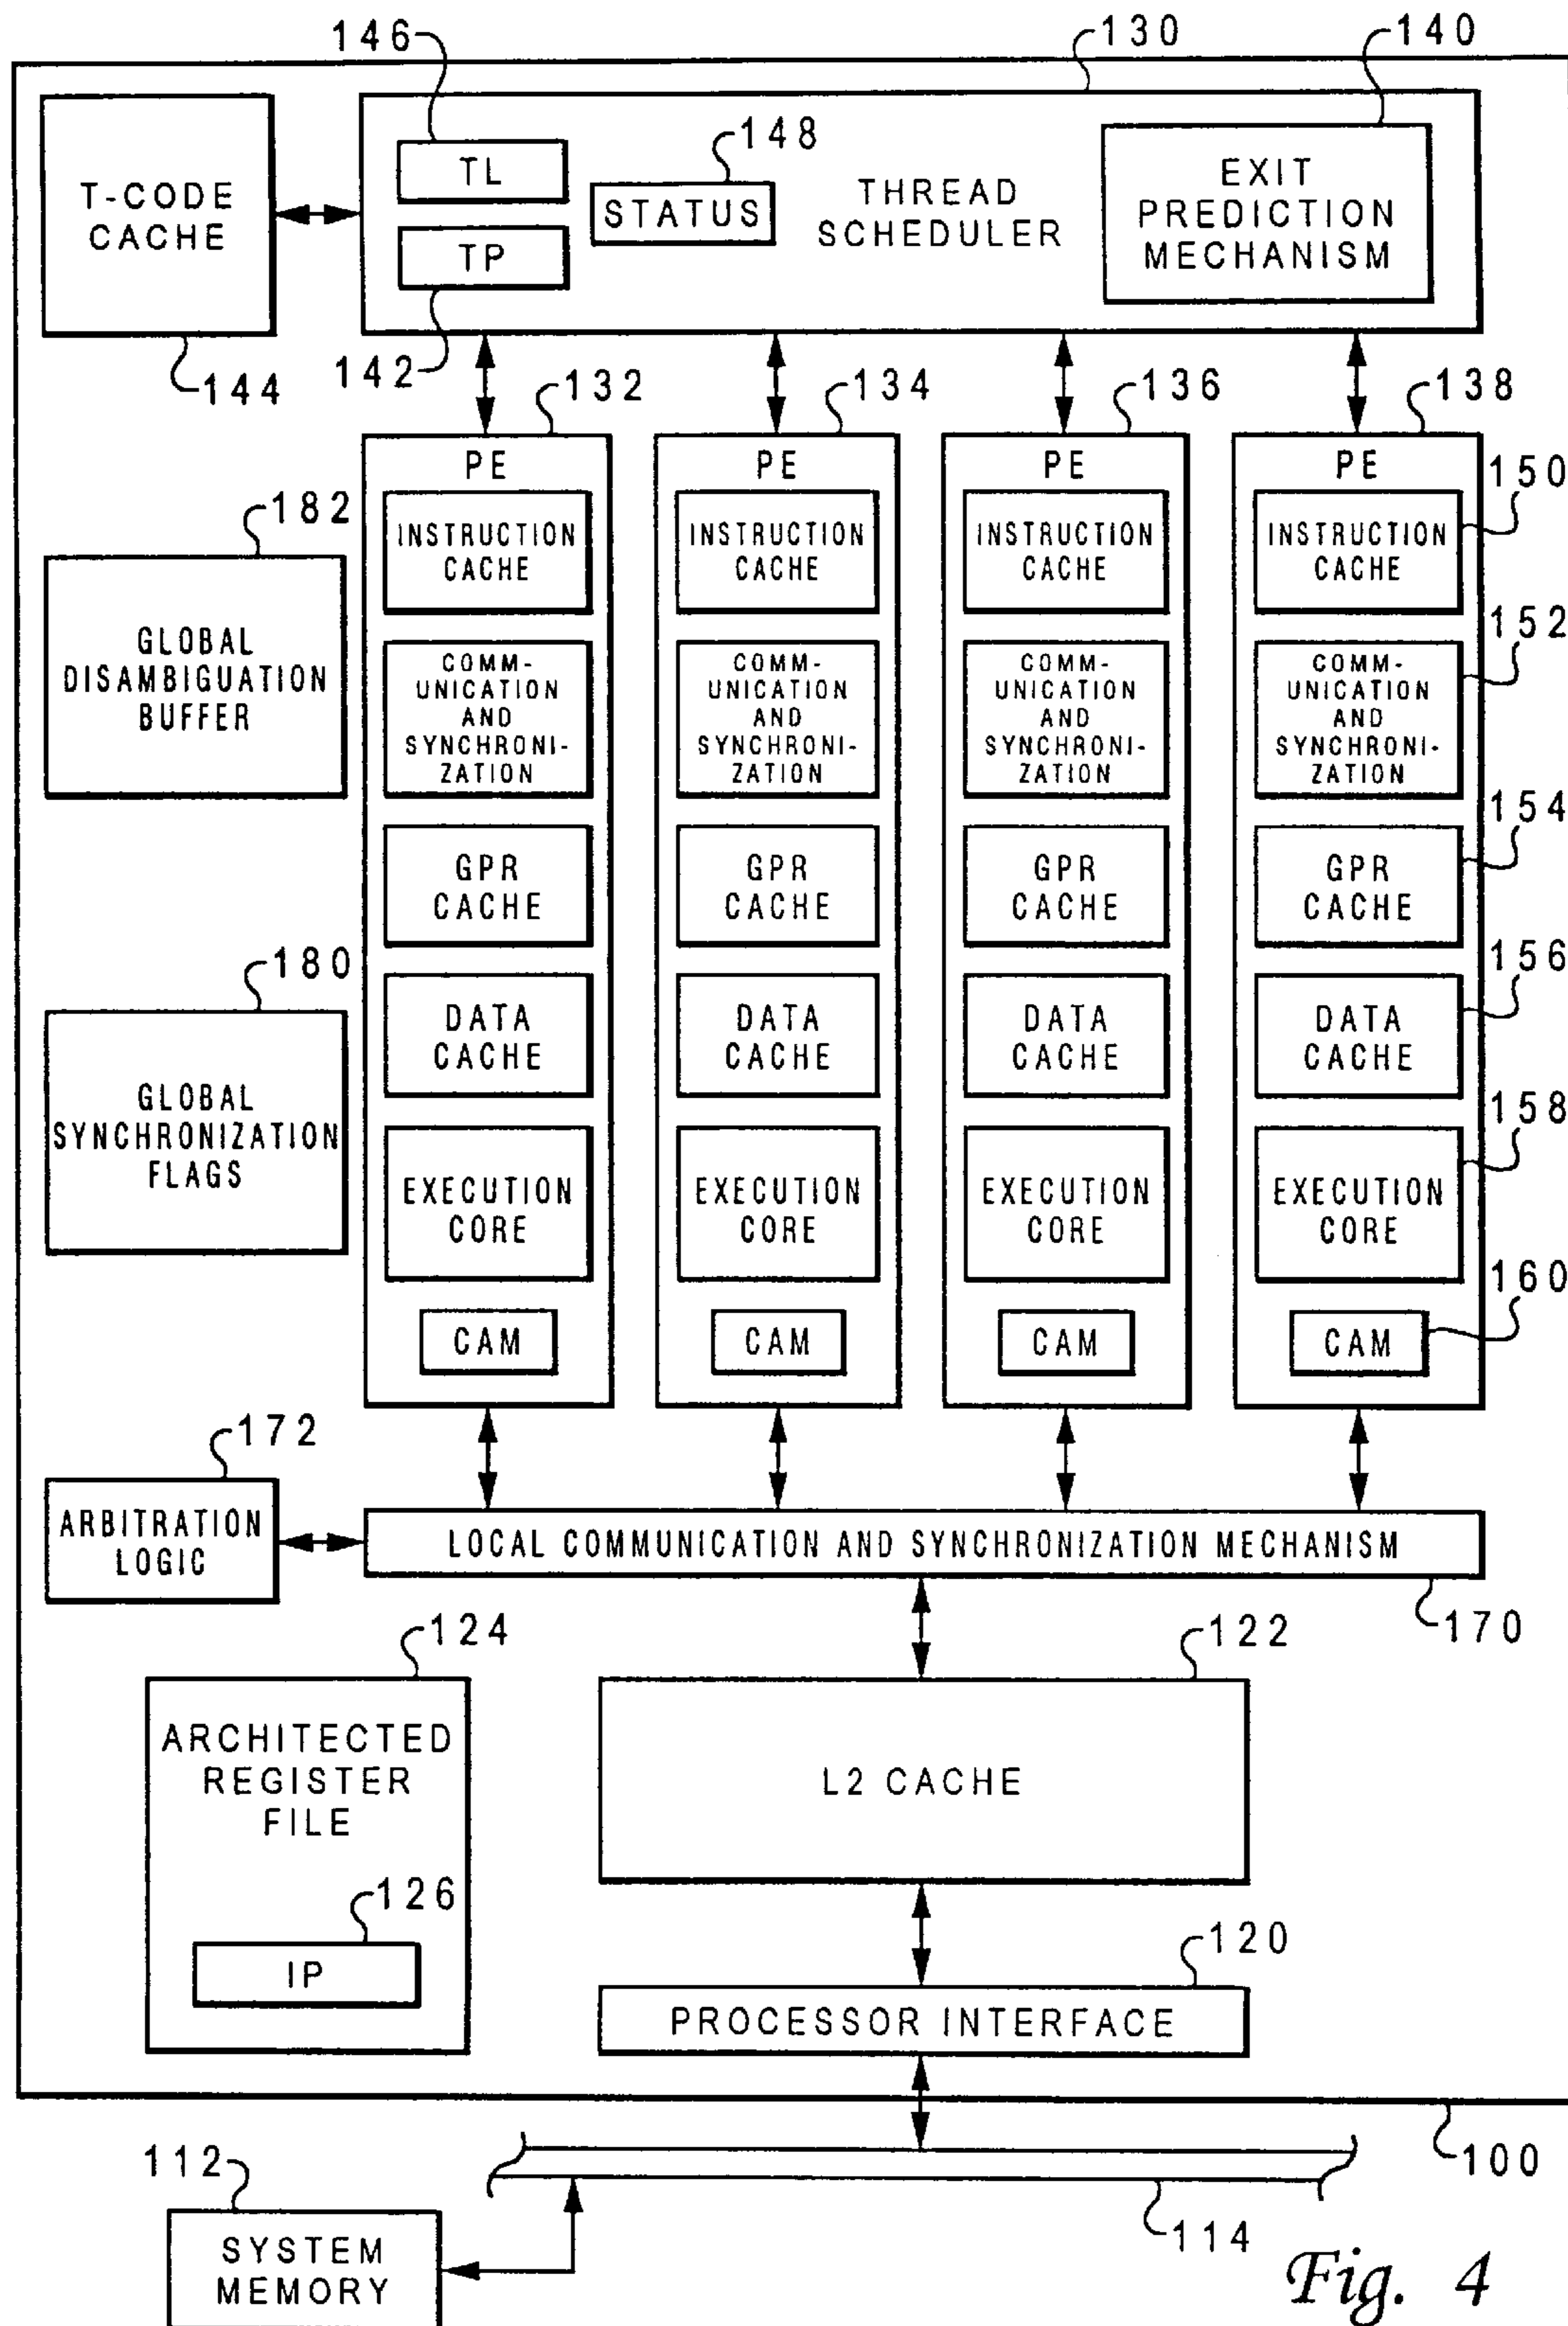 146
130
140
T-CODE
CACHE
TL
148
STATUS
TP
THREAD
SCHEDULER
EXIT
PREDICTION
MECHANISM
144
142
132
134
136
138
PE
INSTRUCTION
CACHE
COMM-
UNICATION
AND
SYNCHRONI-
ZATION
GPR
CACHE
DATA
CACHE
EXECUTION
CORE
CAM
PE
INSTRUCTION
CACHE
COMM-
UNICATION
AND
SYNCHRONI-
ZATION
GPR
CACHE
DATA
CACHE
EXECUTION
CORE
CAM
PE
INSTRUCTION
CACHE
COMM-
UNICATION
AND
SYNCHRONI-
ZATION
GPR
CACHE
DATA
CACHE
EXECUTION
CORE
CAM
PE
INSTRUCTION
CACHE
COMM-
UNICATION
AND
SYNCHRONI-
ZATION
GPR
CACHE
DATA
CACHE
EXECUTION
CORE
CAM
150
152
154
156
158
160
182
GLOBAL
DISAMBIGUATION
BUFFER
180
GLOBAL
SYNCHRONIZATION
FLAGS
172
ARBITRATION
LOGIC
LOCAL COMMUNICATION AND SYNCHRONIZATION MECHANISM
170
124
ARCHITECTED
REGISTER
FILE
126
IP
122
L2 CACHE
120
PROCESSOR INTERFACE
100
112
SYSTEM
MEMORY
114
Fig. 4